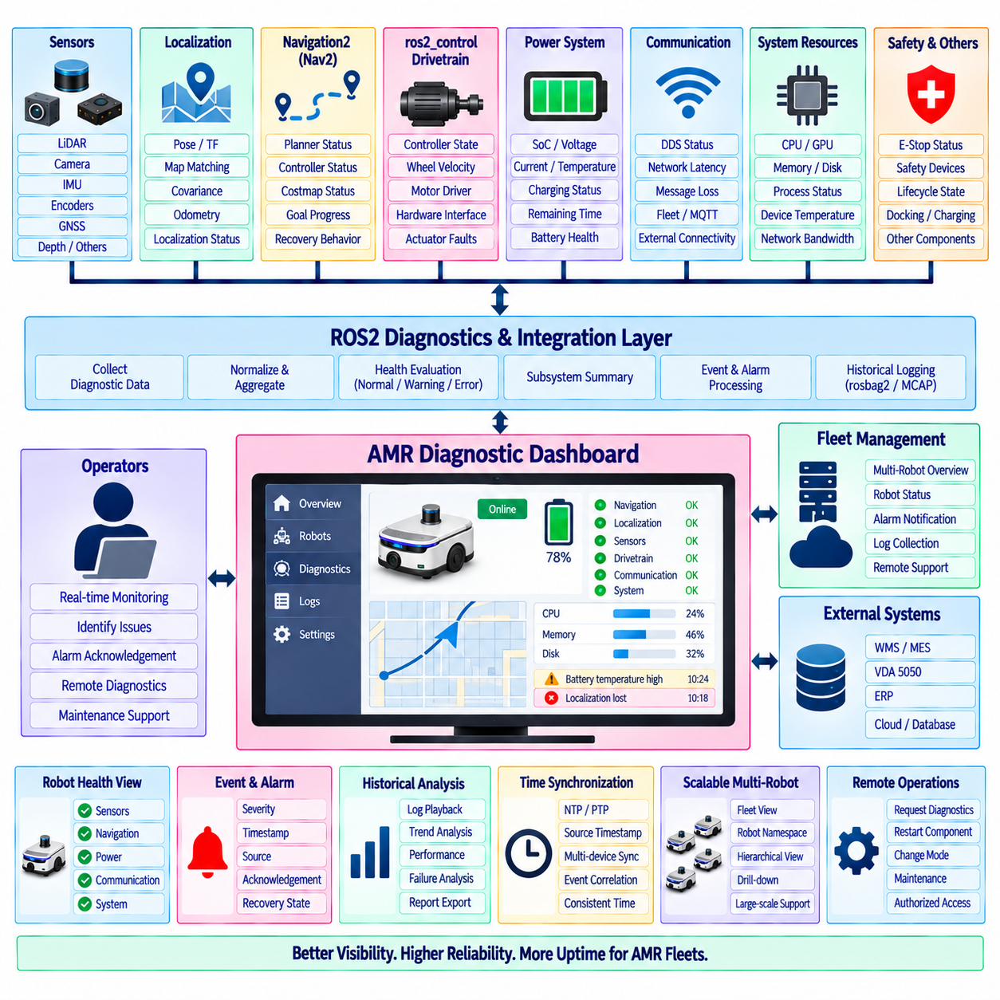 Sensors
LiDAR
Camera
IMU
Encoders
GNSS
Depth / Others
Localization
Pose / TF
Map Matching
Covariance
Odometry
Localization Status
Navigation2
(Nav2)
Planner Status
Controller Status
Costmap Status
Goal Progress
Recovery Behavior
ros2_control
Drivetrain
Controller State
Wheel Velocity
Motor Driver
Hardware Interface
Actuator Faults
Power System
SoC / Voltage
Current / Temperature
Charging Status
Remaining Time
Battery Health
Communication
DDS Status
Network Latency
Message Loss
Fleet / MQTT
External Connectivity
System Resources
CPU / GPU
Memory / Disk
Process Status
Device Temperature
Network Bandwidth
Safety & Others
E-Stop Status
Safety Devices
Lifecycle State
Docking / Charging
Other Components
ROS2 Diagnostics & Integration Layer
Collect
Diagnostic Data
Normalize &
Aggregate
Health Evaluation
(Normal / Warning / Error)
Subsystem Summary
Event & Alarm
Processing
Historical Logging
(rosbag2 / MCAP)
Operators
Real-time Monitoring
Identify Issues
Alarm Acknowledgement
Remote Diagnostics
Maintenance Support
AMR Diagnostic Dashboard
Overview
Robots
Diagnostics
Logs
Settings
Online
78%
Navigation OK
Localization OK
Sensors OK
Drivetrain OK
Communication OK
System OK
CPU 24%
Memory 46%
Disk 32%
Battery temperature high 10:24
Localization lost 10:18
Fleet Management
Multi-Robot Overview
Robot Status
Alarm Notification
Log Collection
Remote Support
External Systems
WMS / MES
VDA 5050
ERP
Cloud / Database
Robot Health View
Sensors
Navigation
Power
Communication
System
Event & Alarm
Severity
Timestamp
Source
Acknowledgement
Recovery State
Historical Analysis
Log Playback
Trend Analysis
Performance
Failure Analysis
Report Export
Time Synchronization
NTP / PTP
Source Timestamp
Multi-device Sync
Event Correlation
Consistent Time
Scalable Multi-Robot
Fleet View
Robot Namespace
Hierarchical View
Drill-down
Large-scale Support
Remote Operations
Request Diagnostics
Restart Component
Change Mode
Maintenance
Authorized Access
Better Visibility. Higher Reliability. More Uptime for AMR Fleets.